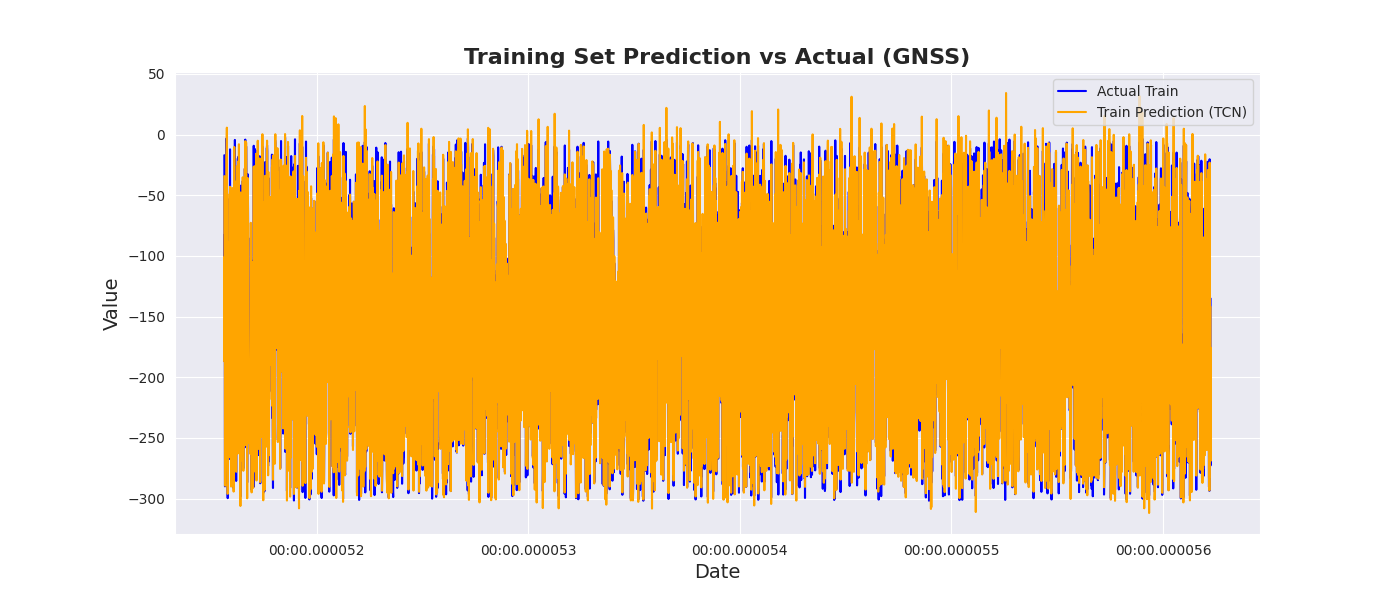 Training Set Prediction vs Actual (GNSS)
Actual Train
Train Prediction (TCN)
Value
50
0
−50
−100
−150
−200
−250
−300
00:00.000052
00:00.000053
00:00.000054
00:00.000055
00:00.000056
Date